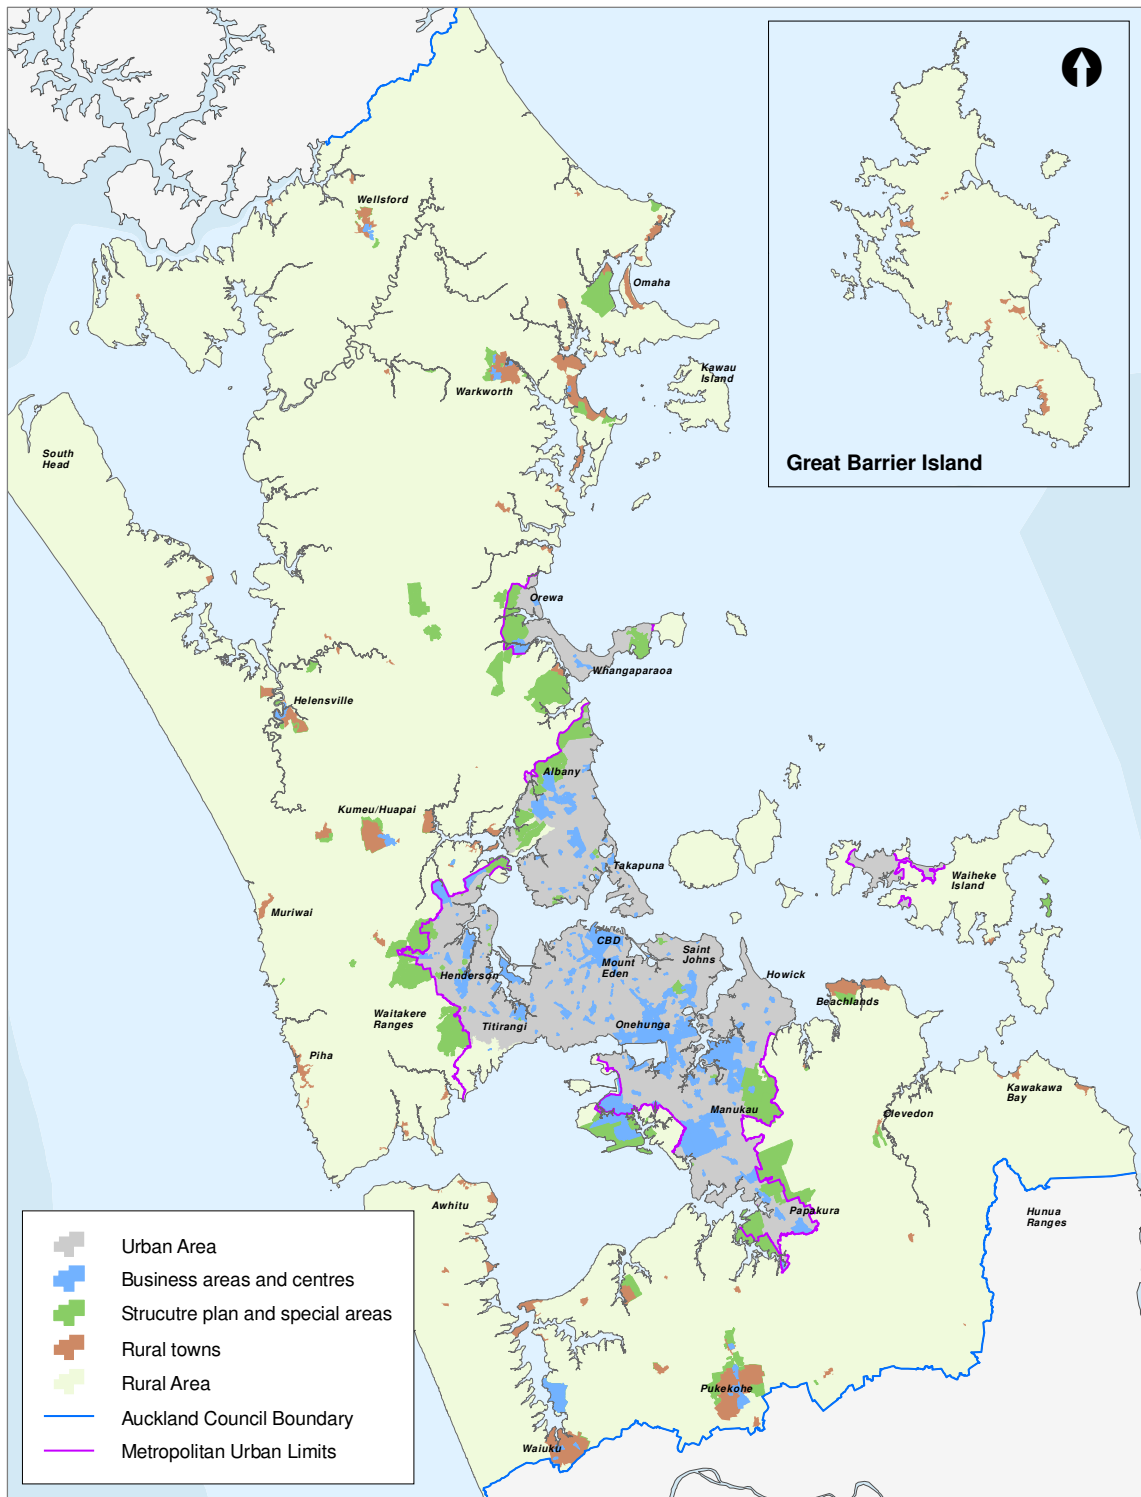 Wellsford
Omaha
Kawau
Island
Warkworth
South
Head
Great Barrier Island
Orewa
Whangaparaoa
Helensville
Albany
Kumeu/Huapai
Takapuna
Waiheke
Island
Muriwai
CBD
Mount
Eden
Saint
Johns
Howick
Henderson
Beachlands
Waitakere
Ranges
Titirangi
Onehunga
Piha
Kawakawa
Bay
Manukau
Clevedon
Awhitu
Papakura
Hunua
Ranges
Pukekohe
Waiuku
Urban Area
Business areas and centres
Strucutre plan and special areas
Rural towns
Rural Area
Auckland Council Boundary
Metropolitan Urban Limits